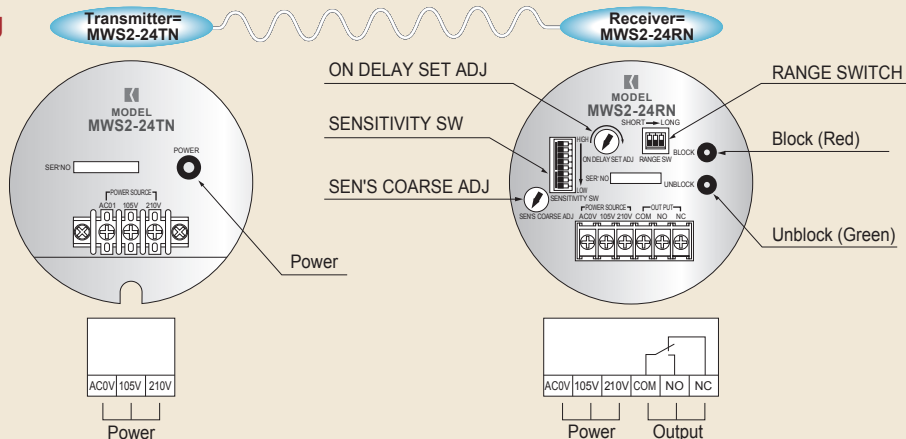 Transmitter=
MWS2-24TN
Receiver=
MWS2-24RN
MODEL
MWS2-24TN
POWER
SER'NO
POWER SOURCE
AC01 105V 210V
Power
AC0V 105V 210V
Power
ON DELAY SET ADJ
SENSITIVITY SW
SEN'S COARSE ADJ
RANGE SWITCH
Block (Red)
Unblock (Green)
MODEL
MWS2-24RN
SHORT LONG
HIGH
ON DELAY SET ADJ
RANGE SW
BLOCK
SER'NO
UNBLOCK
LOW
SENSITIVITY SW
SEN'S COARSE ADJ
POWER SOURCE OUT PUT
AC0V 105V 210V COM NO NC
AC0V 105V 210V COM NO NC
Power Output